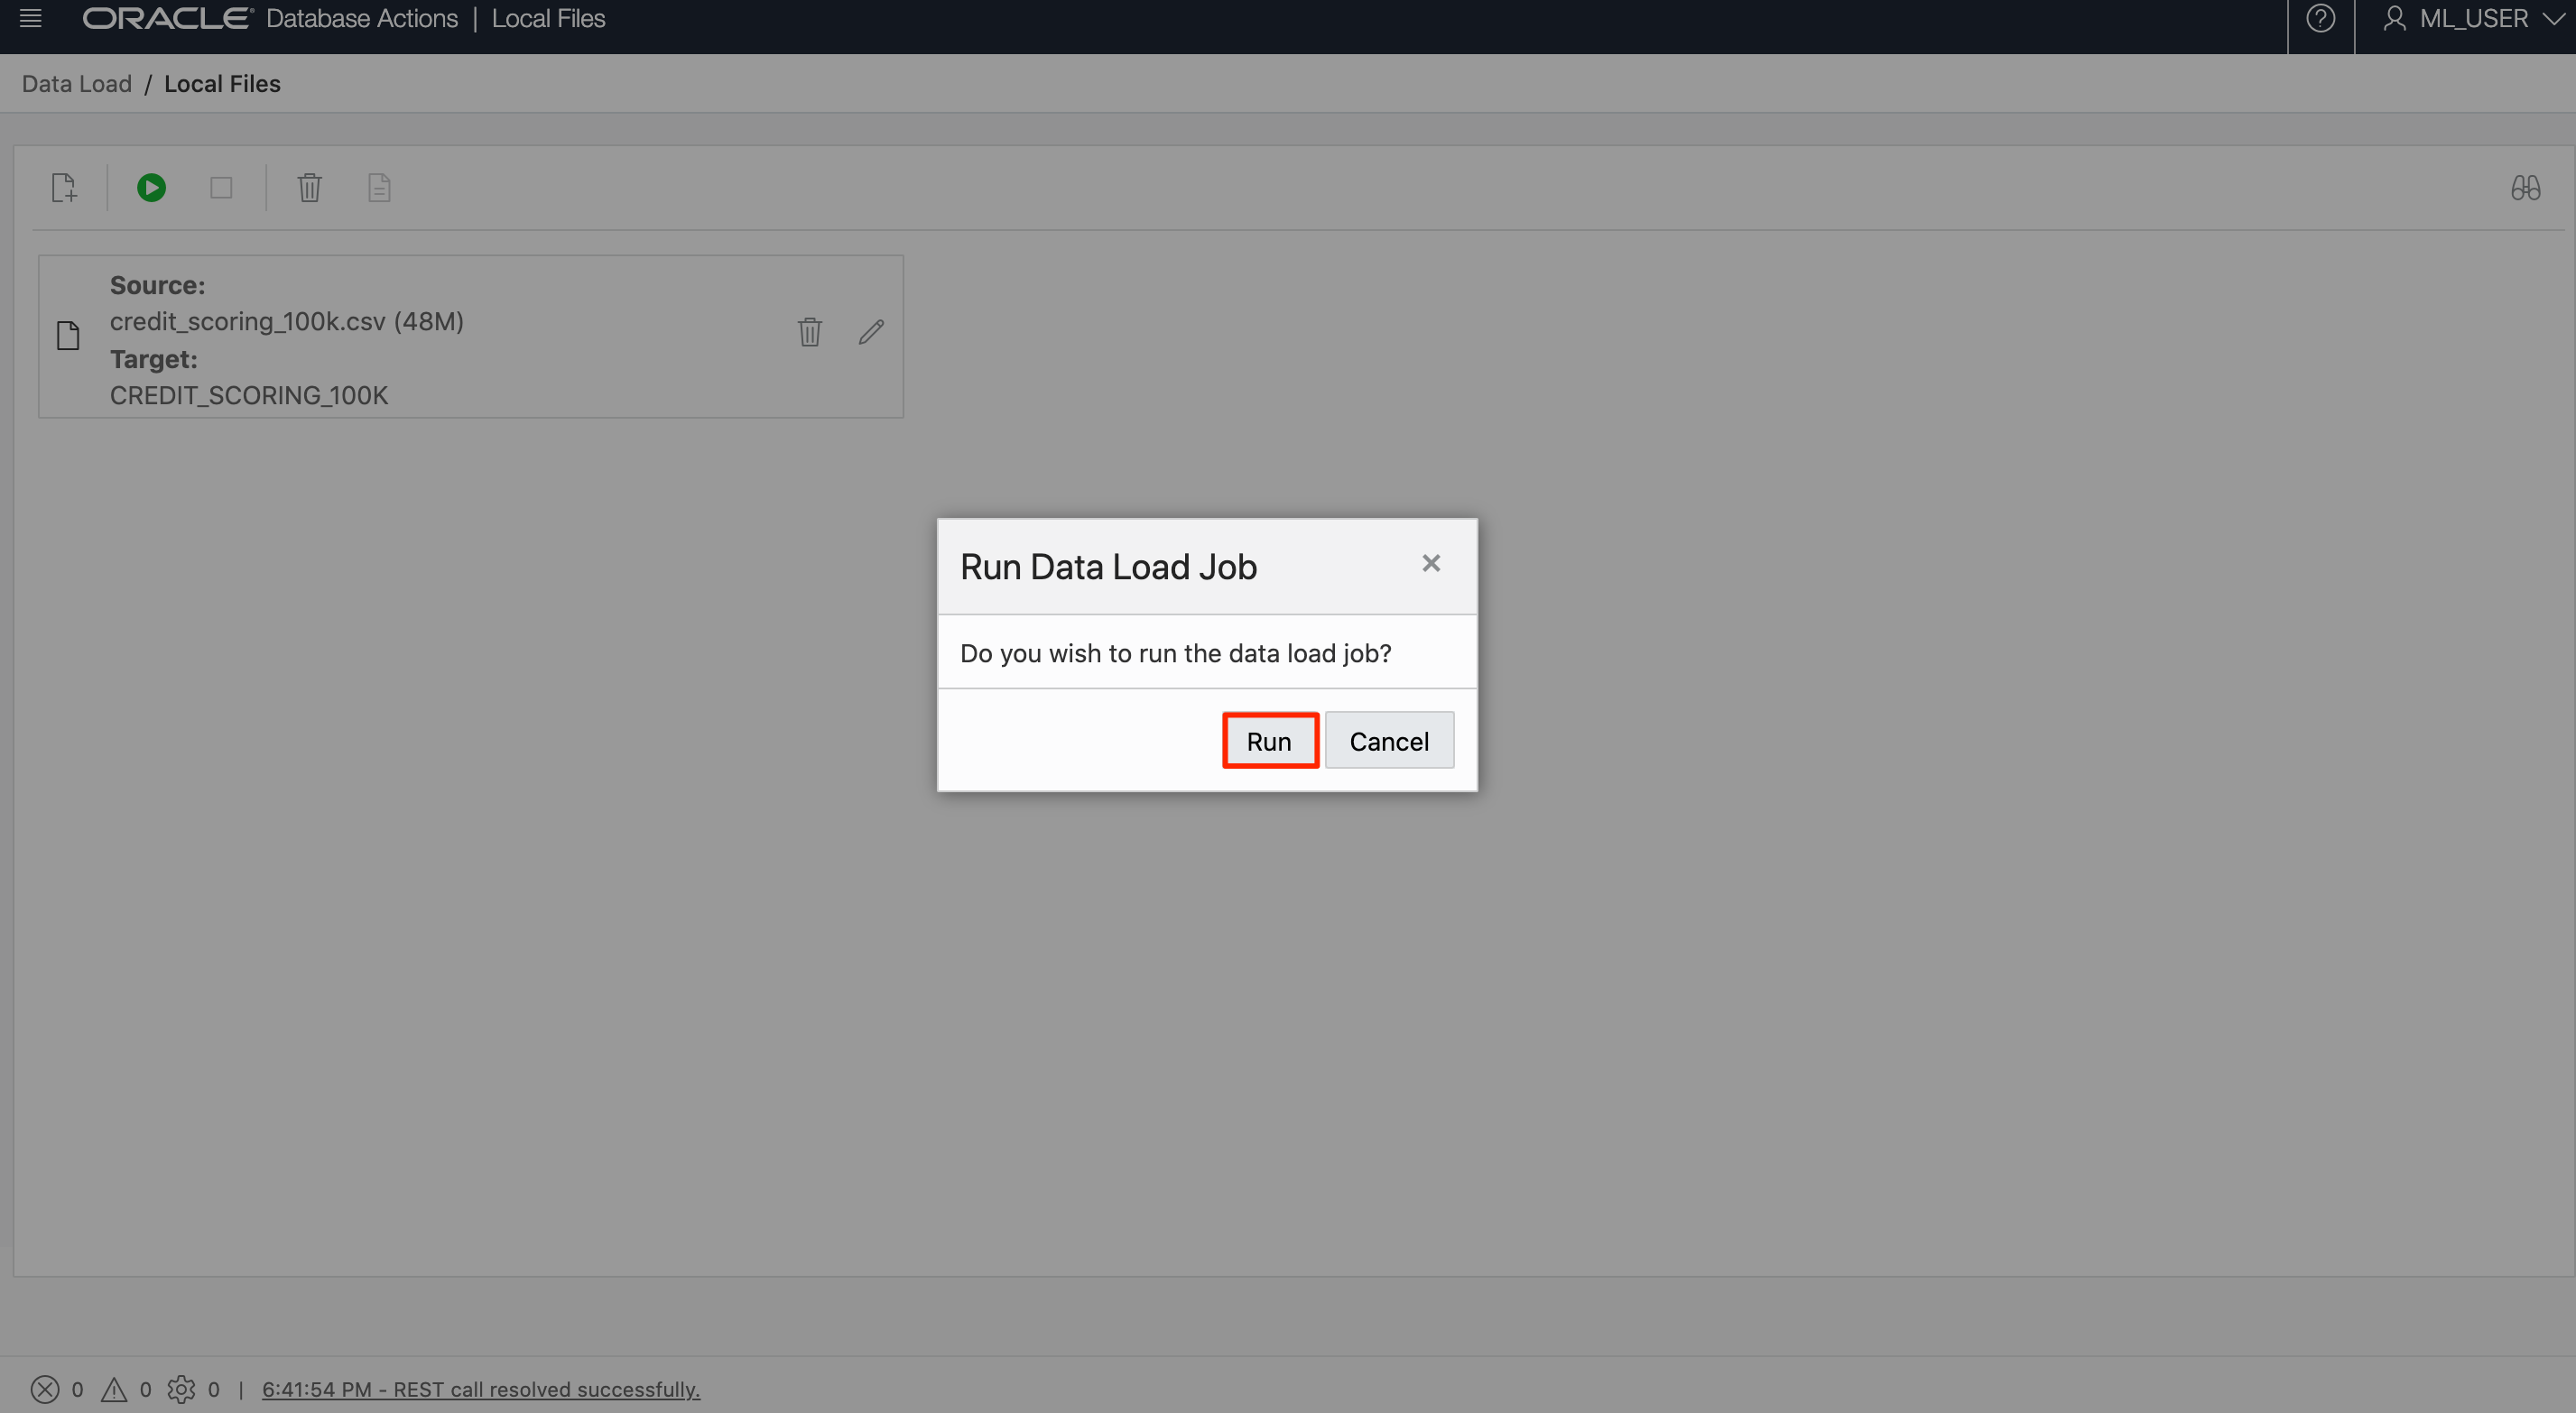 ORACLE® Database Actions | Local Files
ML_USER
Data Load / Local Files
Source:
credit_scoring_100k.csv (48M)
Target:
CREDIT_SCORING_100K
Run Data Load Job
Do you wish to run the data load job?
Run Cancel
0 0 0 | 6:41:54 PM - REST call resolved successfully.